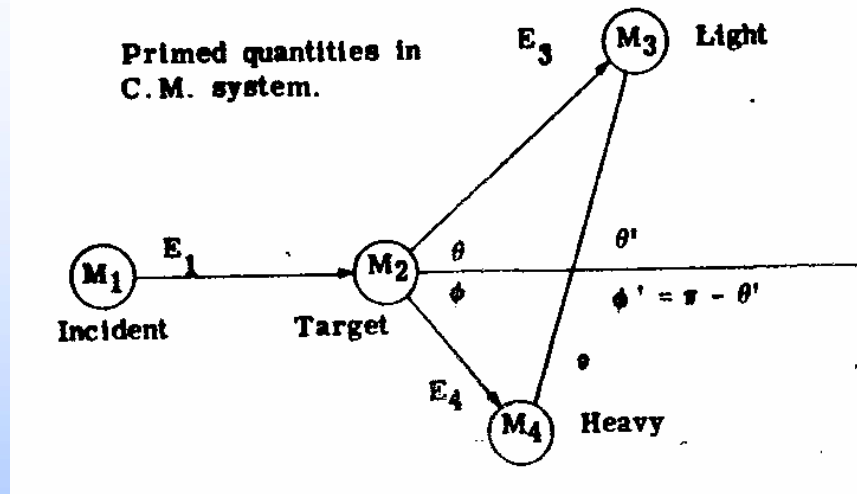 Primed quantities in
C.M. system.
E3
M3
Light
E1
M1
M2
θ
ϕ
θ'
ϕ' = π - θ'
Incident
Target
E4
M4
Heavy